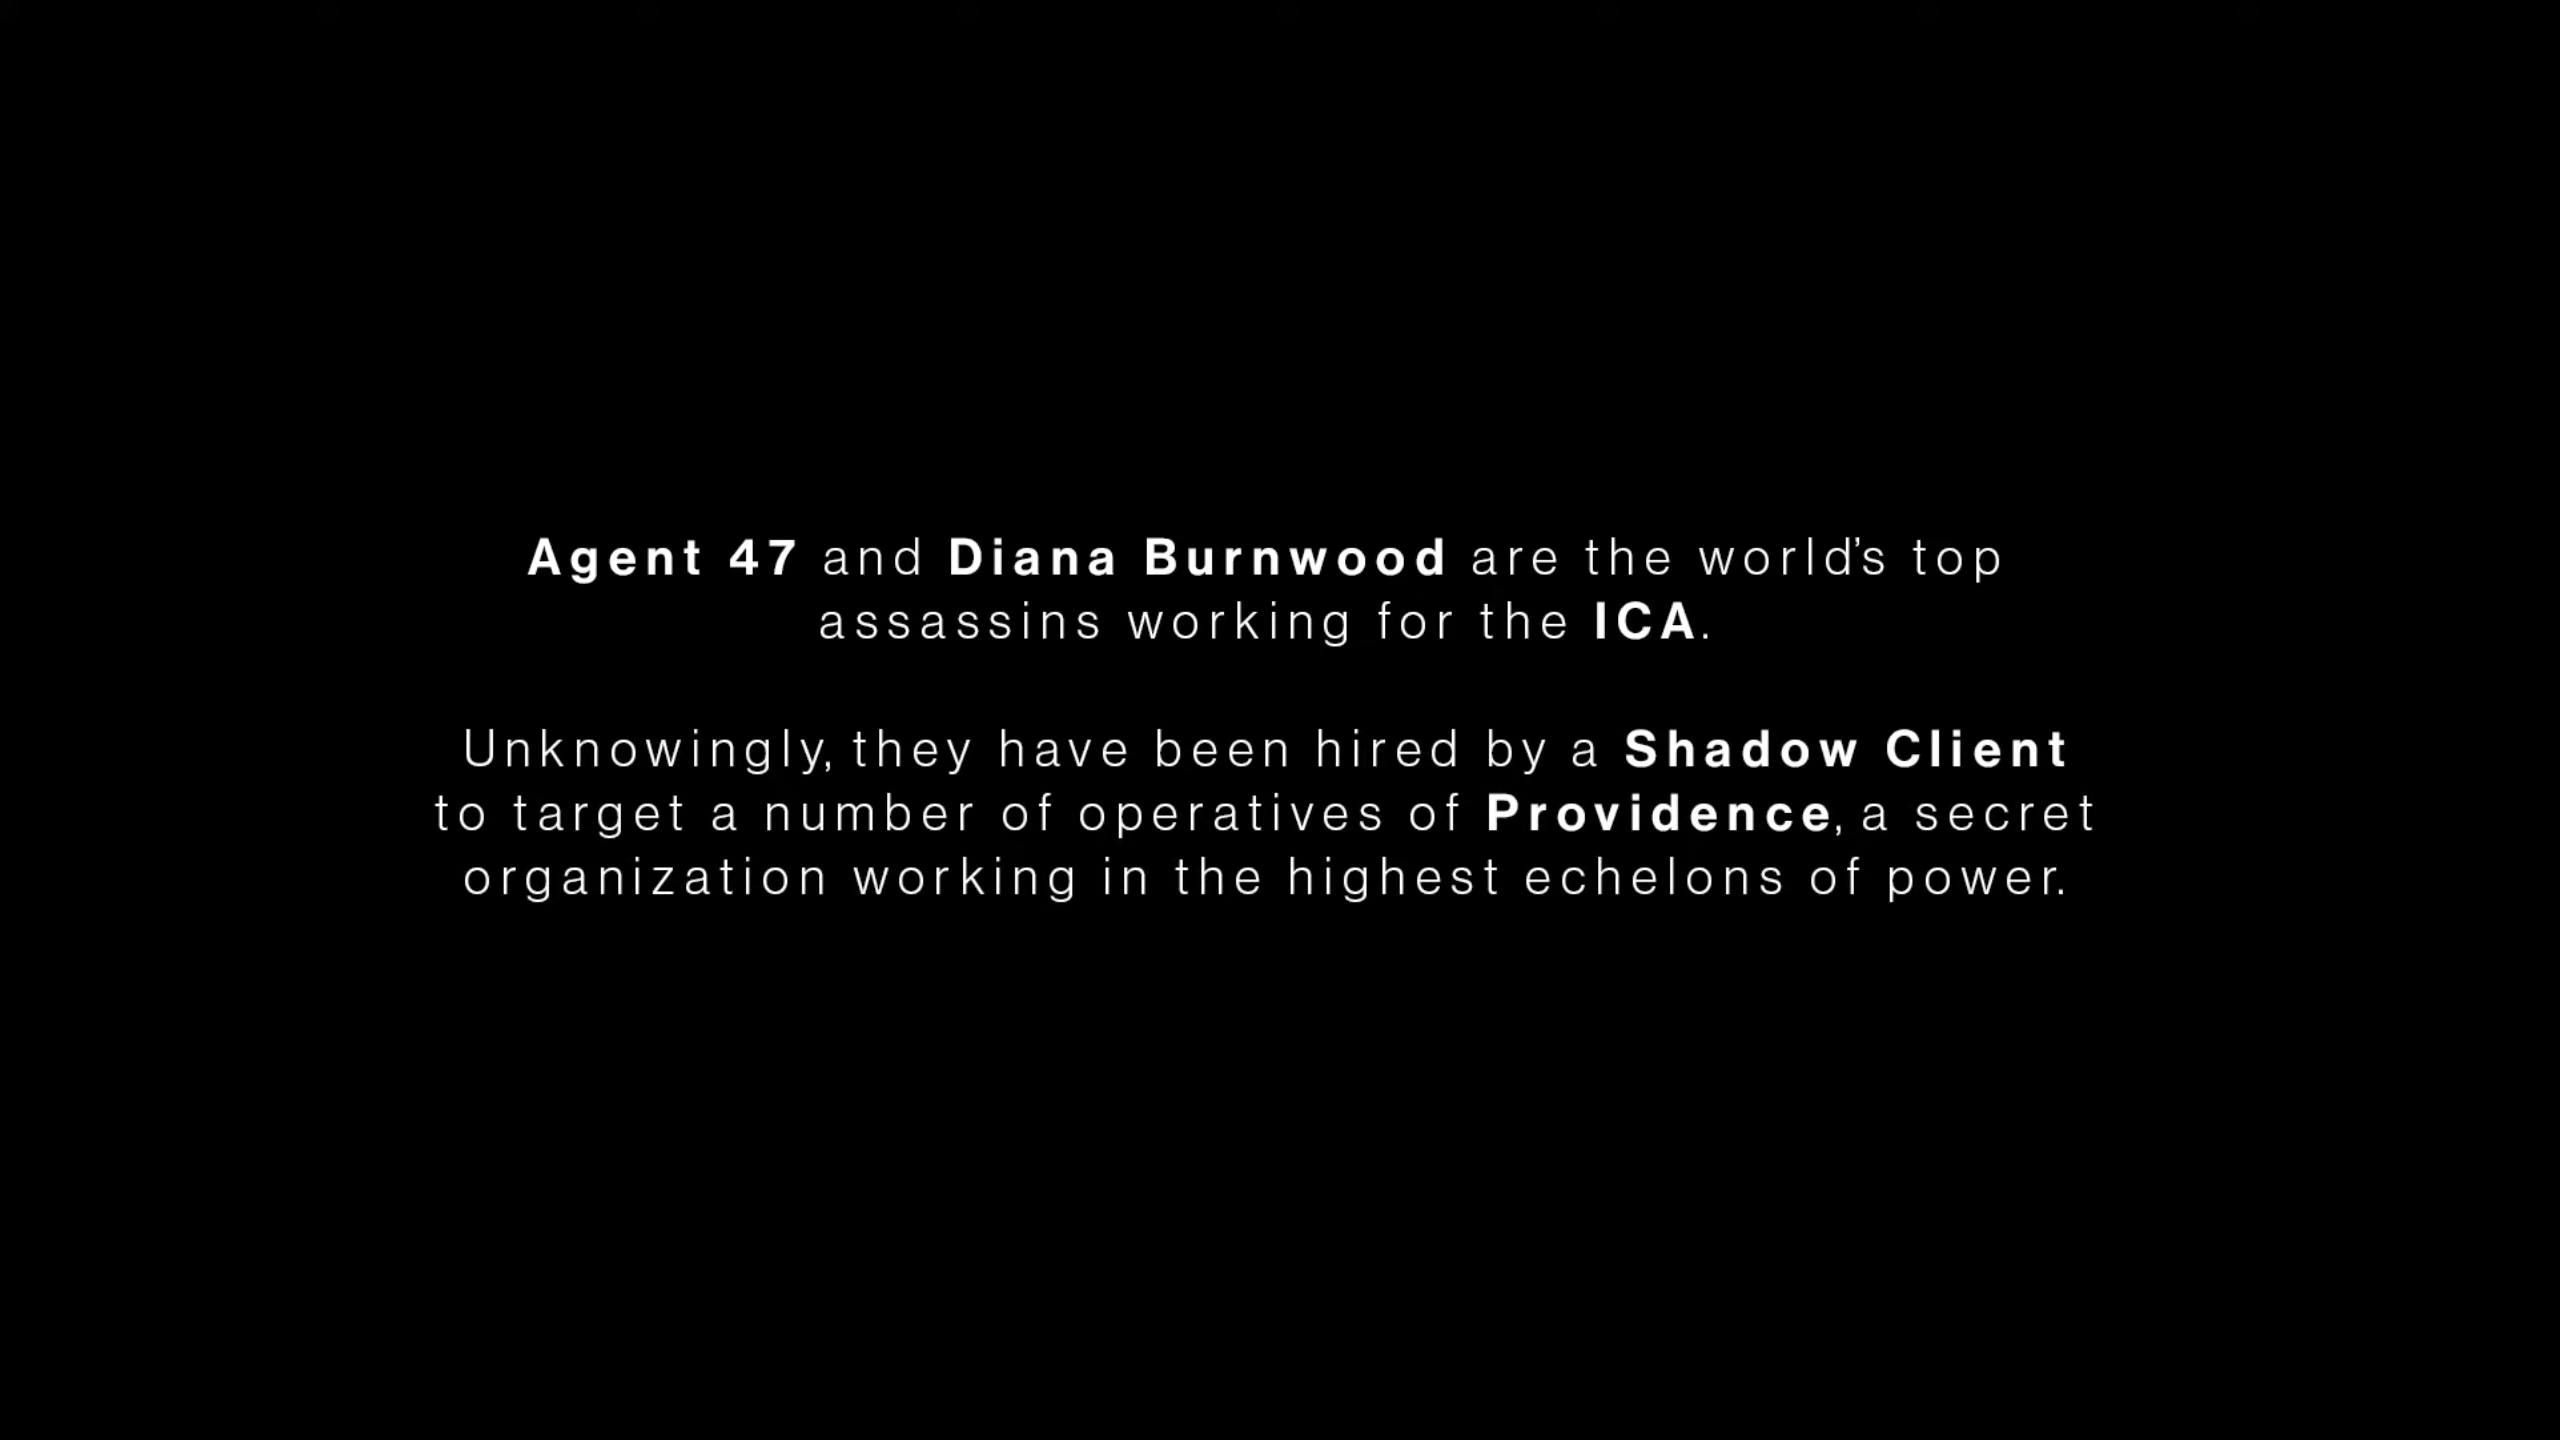 Agent 47 and Diana Burnwood are the world’s top
assassins working for the ICA.
Unknowingly, they have been hired by a Shadow Client
to target a number of operatives of Providence, a secret
organization working in the highest echelons of power.